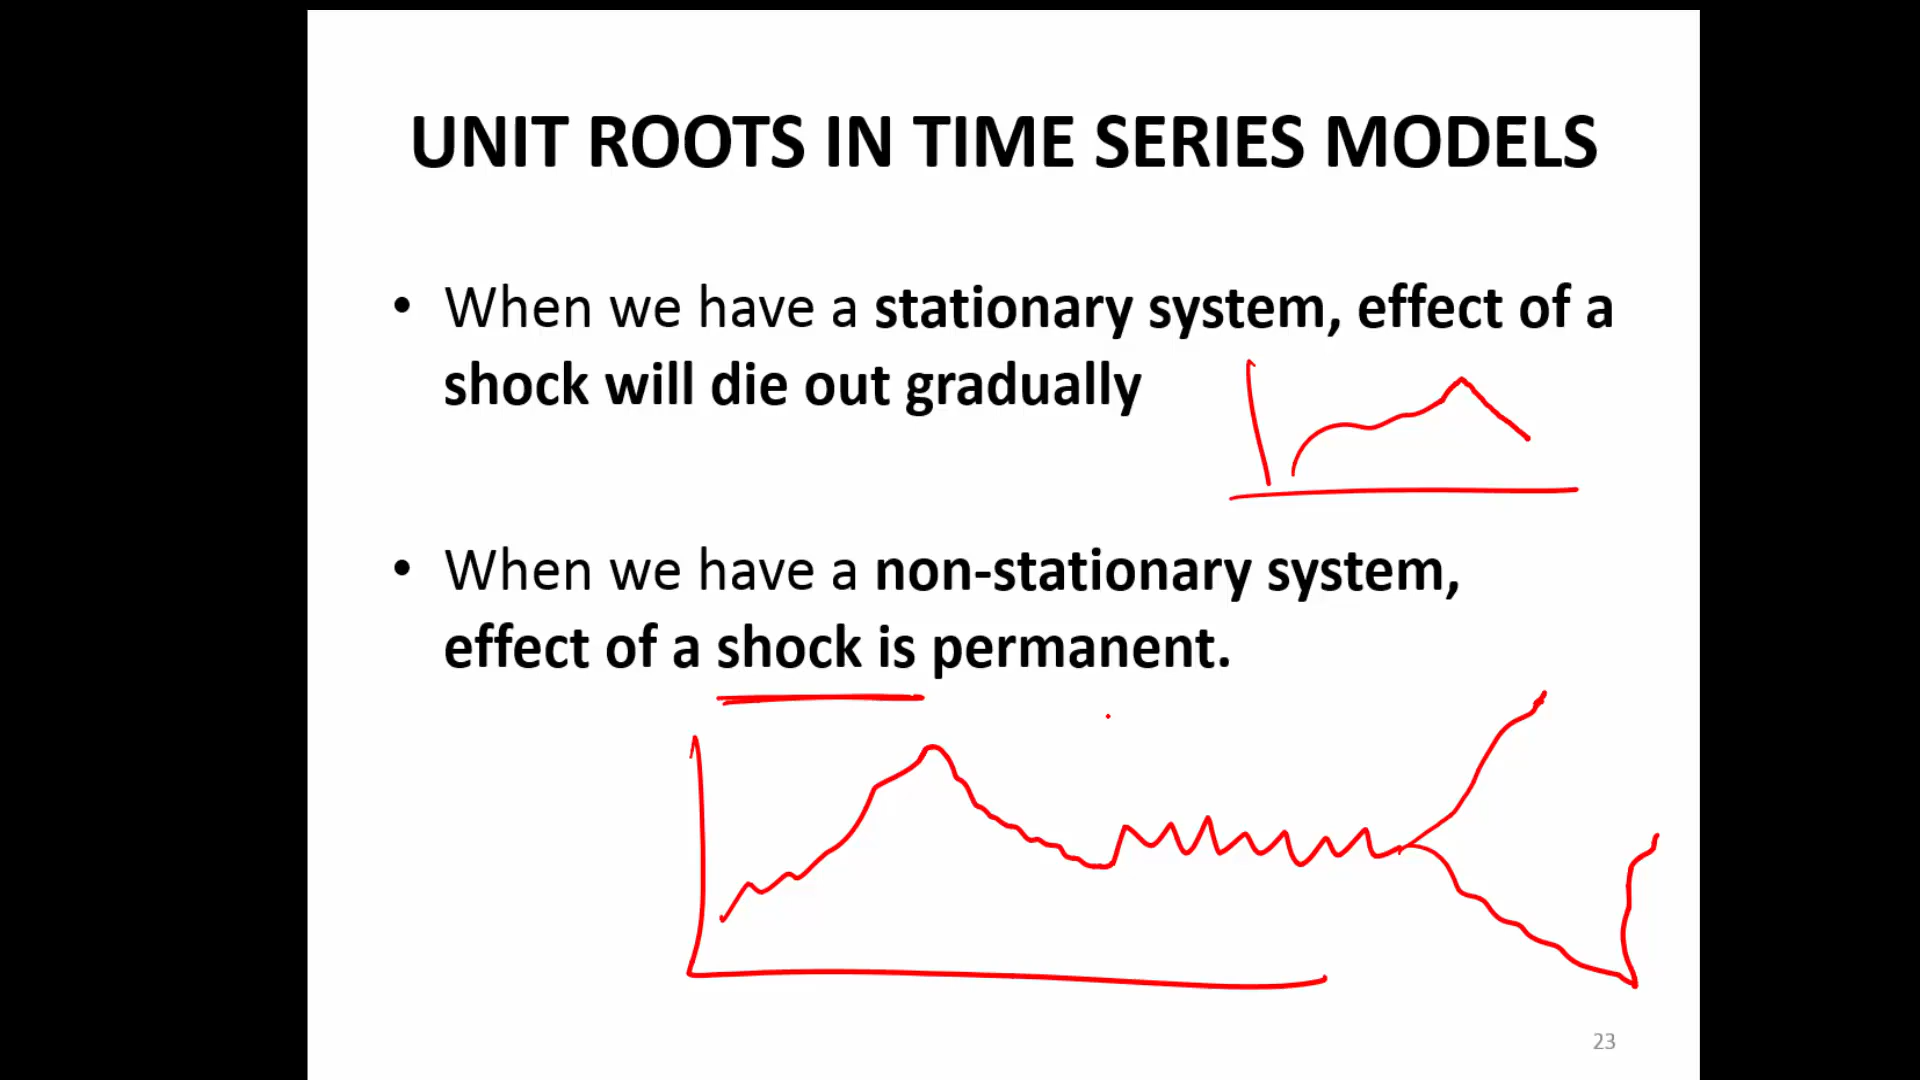 UNIT ROOTS IN TIME SERIES MODELS
• When we have a stationary system, effect of a
shock will die out gradually
• When we have a non-stationary system,
effect of a shock is permanent.
23